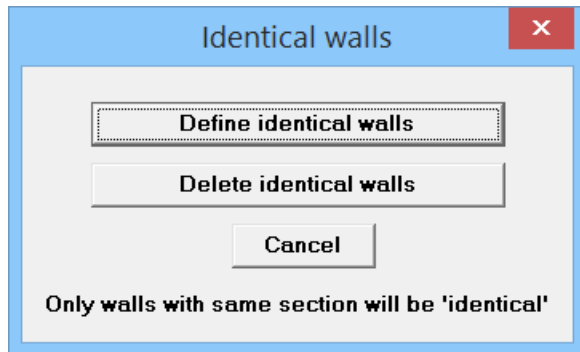 Identical walls
Define identical walls
Delete identical walls
Cancel
Only walls with same section will be 'identical'